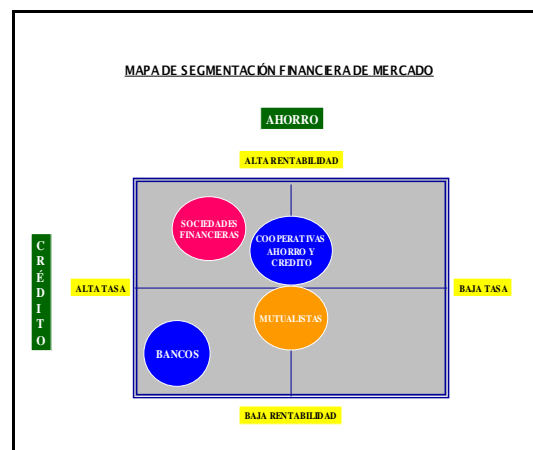 MAPA DE SEGMENTACIÓN FINANCIERA DE MERCADO
AHORRO
ALTA RENTABILIDAD
SOCIEDADES
FINANCIERAS
COOPERATIVAS
AHORRO Y
CREDITO
CRÉDITO
ALTA TASA
BAJA TASA
MUTUALISTAS
BANCOS
BAJA RENTABILIDAD